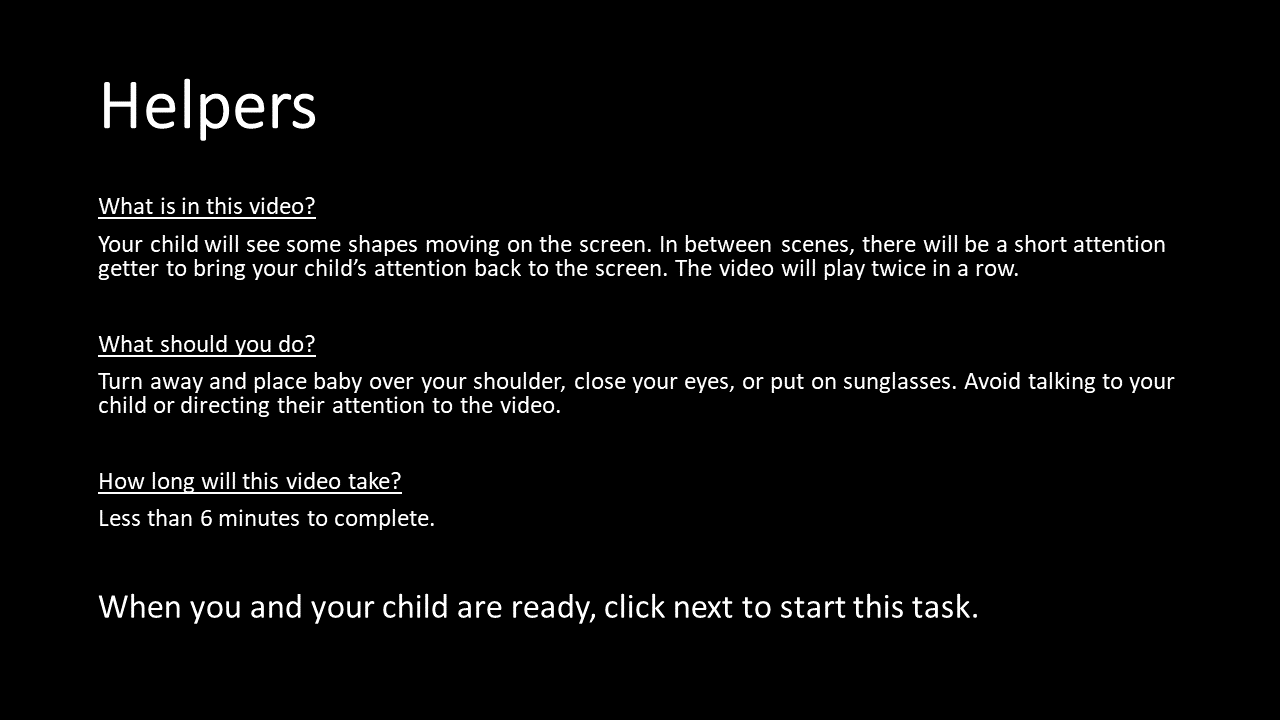 Helpers
What is in this video?
Your child will see some shapes moving on the screen. In between scenes, there will be a short attention
getter to bring your child’s attention back to the screen. The video will play twice in a row.
What should you do?
Turn away and place baby over your shoulder, close your eyes, or put on sunglasses. Avoid talking to your
child or directing their attention to the video.
How long will this video take?
Less than 6 minutes to complete.
When you and your child are ready, click next to start this task.